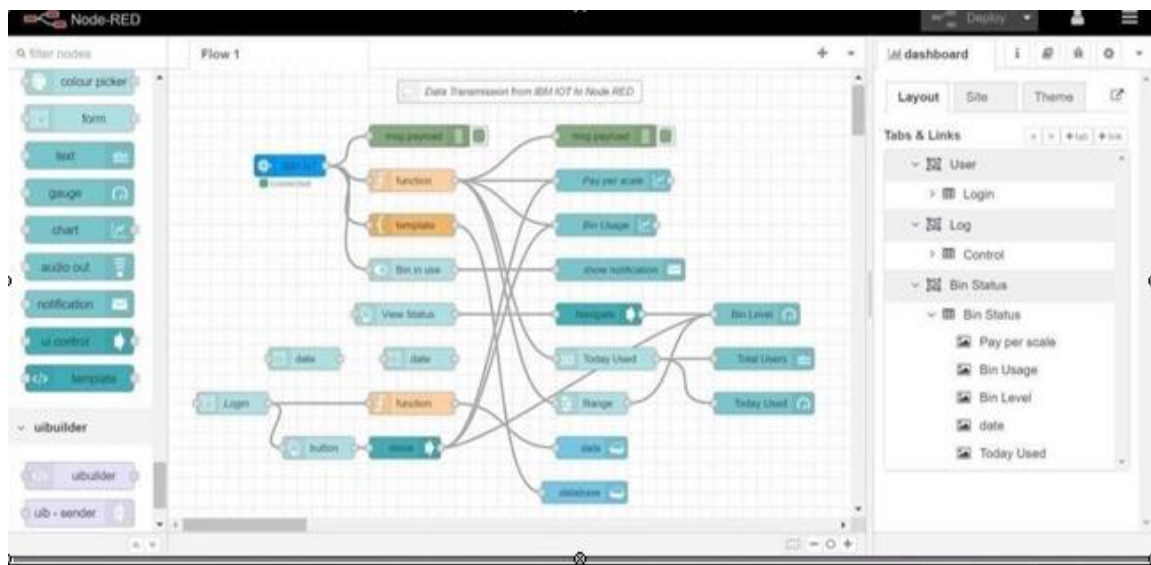 Node-RED
Deploy
filter nodes
colour picker
form
text
gauge
chart
audio out
notification
ui control
template
uibuilder
uibuilder
uib - sender
Flow 1
Data Transmission from IBM IOT to Node RED
msg.payload
msg.payload
connected
function
Pay per scale
template
Bin Usage
Bin in use
show notification
View Status
Navigate
Bin Level
date
date
Today Used
Total Users
Login
function
Range
Today Used
button
database
dashboard
i
Layout
Site
Theme
Tabs & Links
+ tab
+ link
User
Login
Log
Control
Bin Status
Bin Status
Pay per scale
Bin Usage
Bin Level
date
Today Used